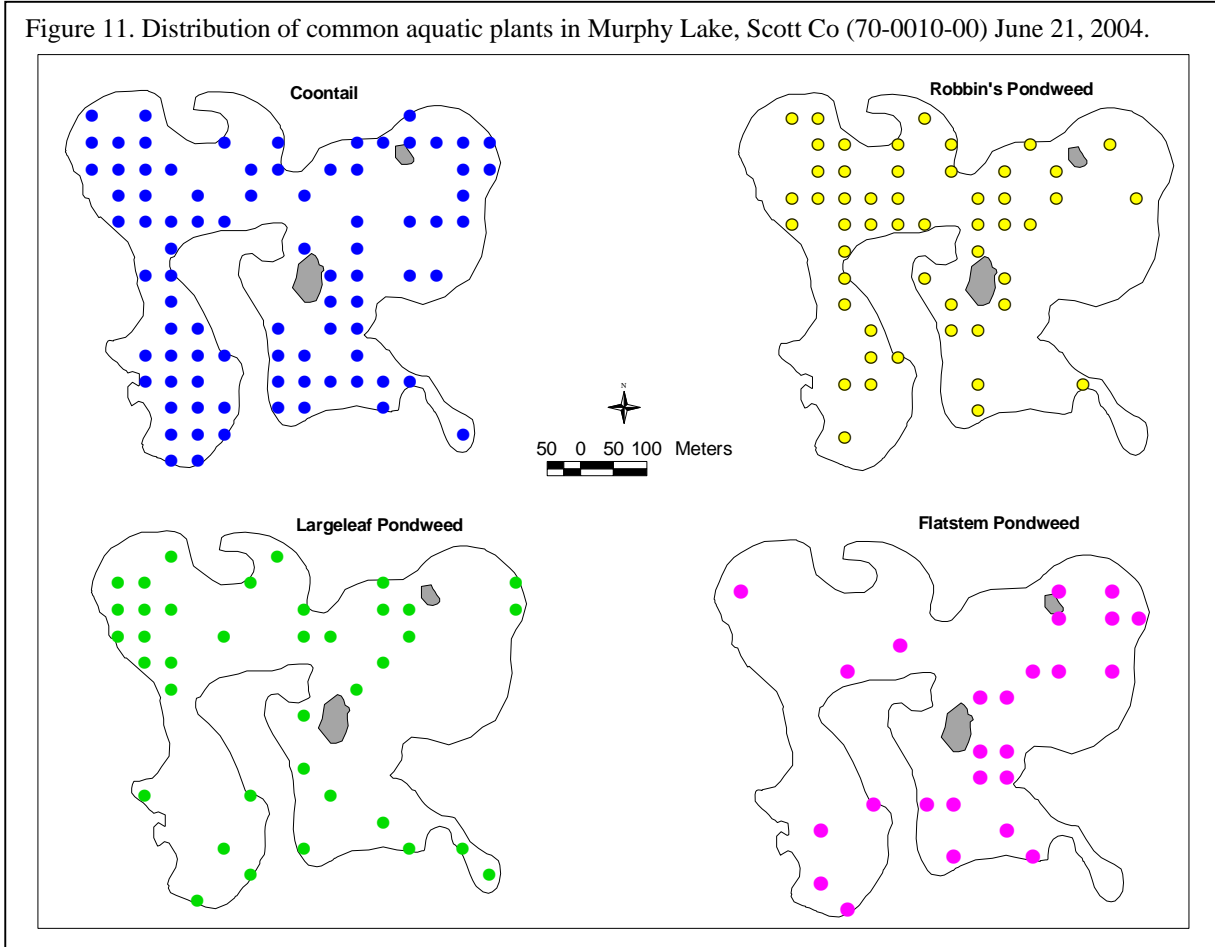 Figure 11. Distribution of common aquatic plants in Murphy Lake, Scott Co (70-0010-00) June 21, 2004.
Coontail
Robbin's Pondweed
N
50 0 50 100 Meters
Largeleaf Pondweed
Flatstem Pondweed